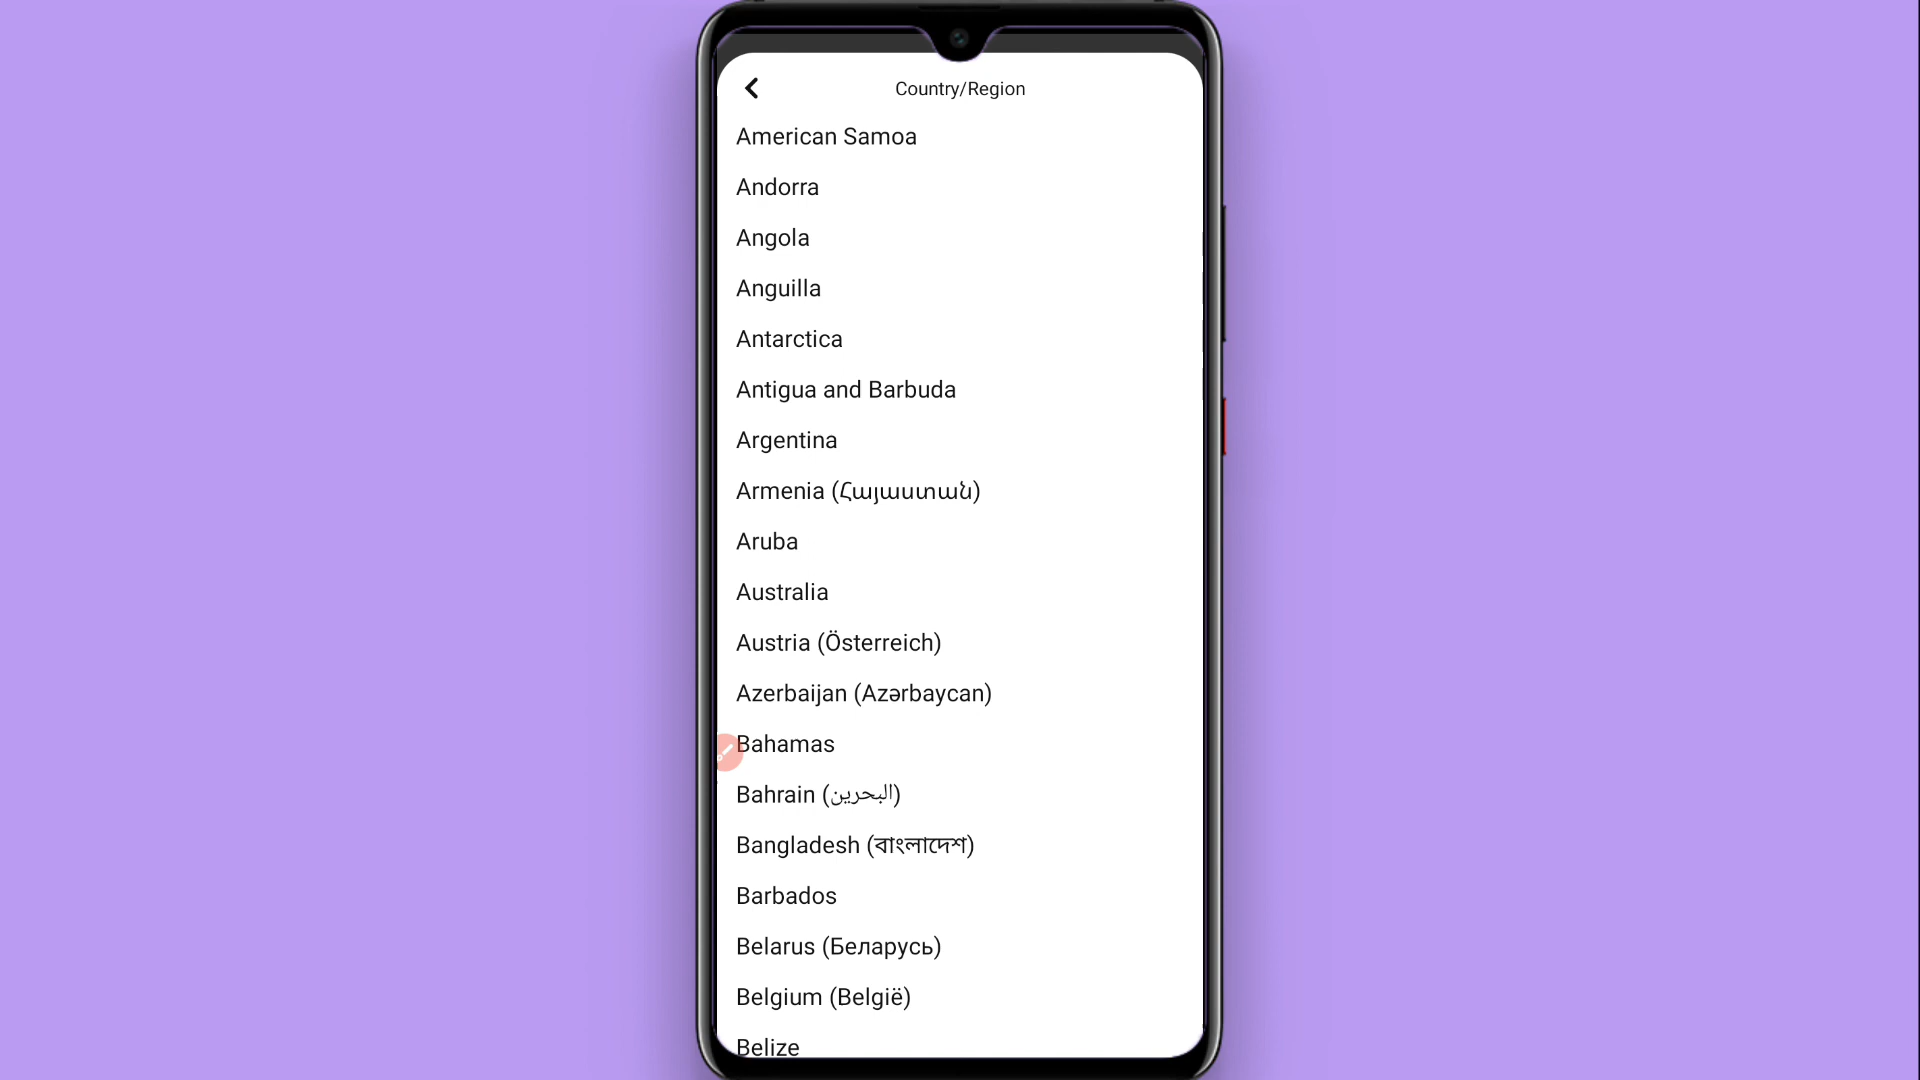 Country/Region
American Samoa
Andorra
Angola
Anguilla
Antarctica
Antigua and Barbuda
Argentina
Armenia (Հայաստան)
Aruba
Australia
Austria (Österreich)
Azerbaijan (Azərbaycan)
Bahamas
Bahrain (البحرين)
Bangladesh (বাংলাদেশ)
Barbados
Belarus (Беларусь)
Belgium (België)
Belize